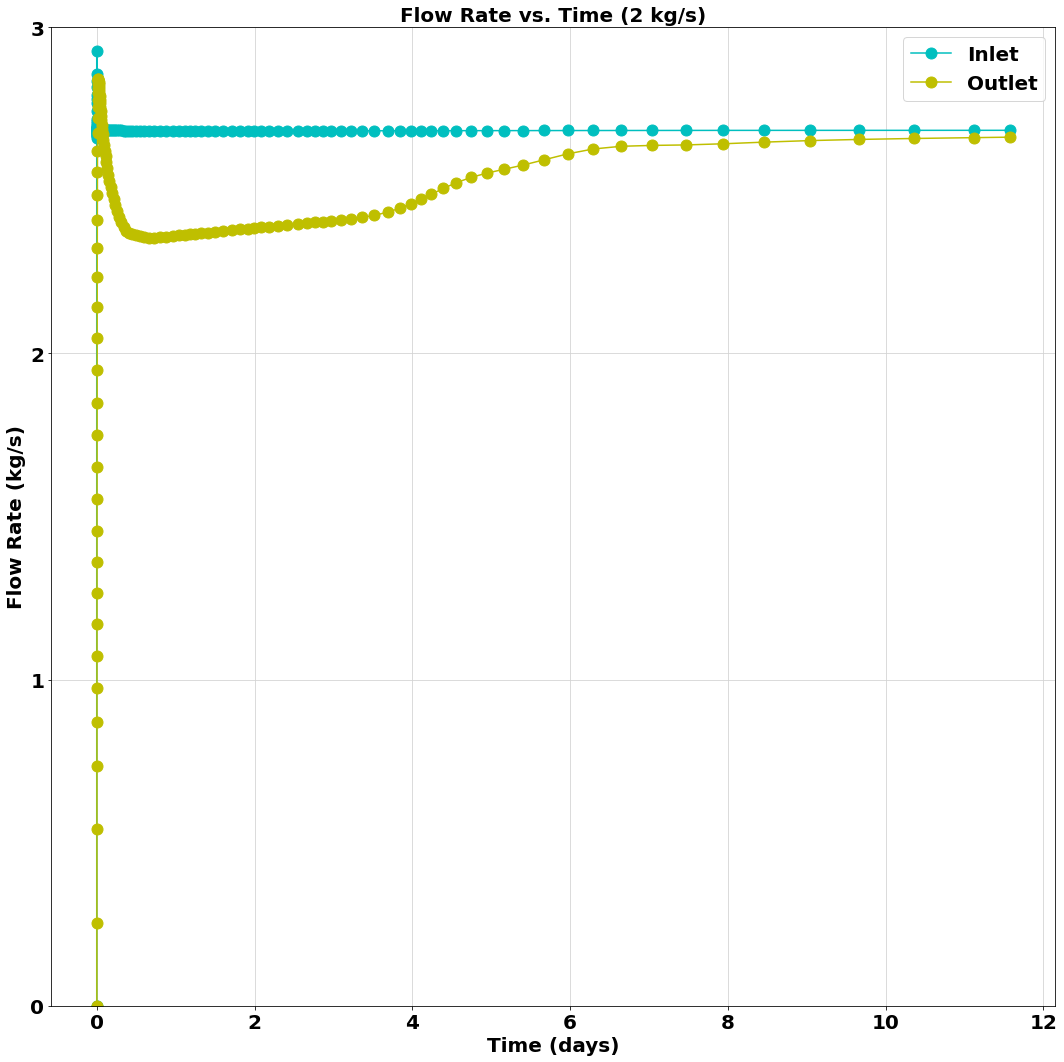 Flow Rate vs. Time (2 kg/s)
Inlet
Outlet
Flow Rate (kg/s)
3
2
1
0
0 2 4 6 8 10 12
Time (days)